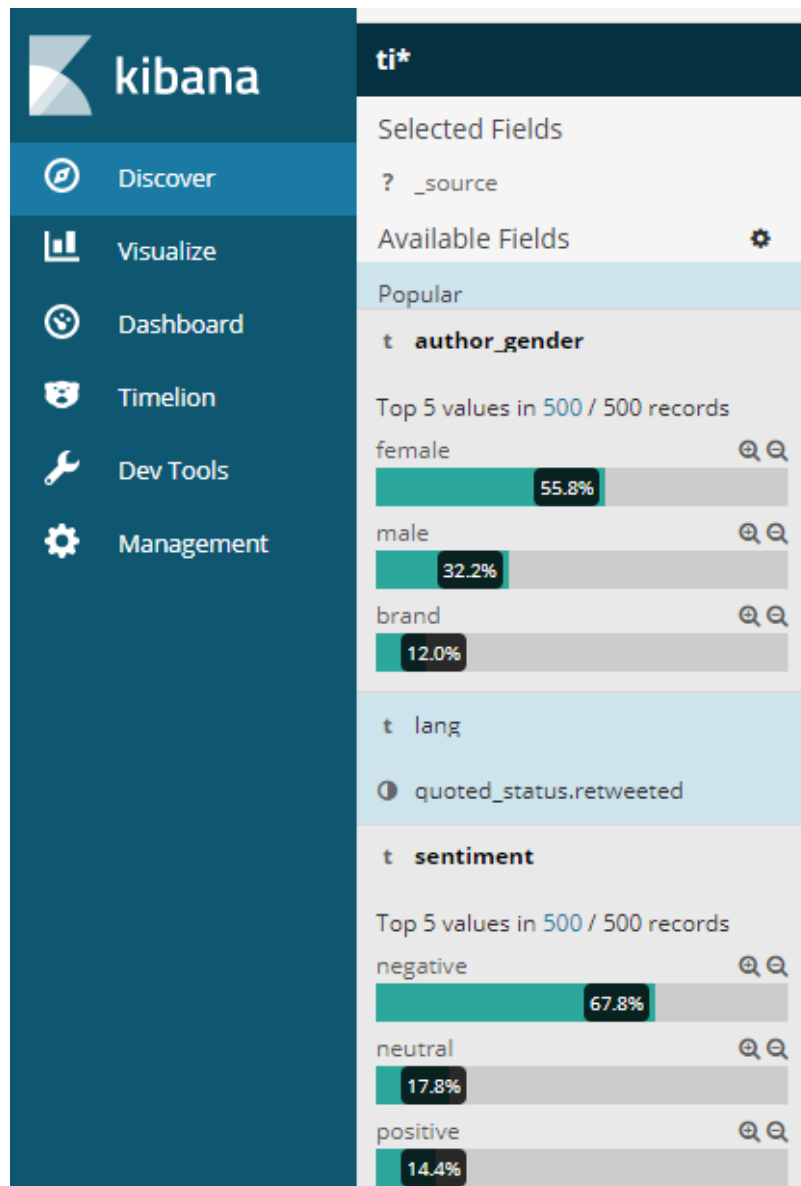 kibana
Discover
Visualize
Dashboard
Timelion
Dev Tools
Management
ti*
Selected Fields
? _source
Available Fields
Popular
t author_gender
Top 5 values in 500 / 500 records
female
55.8%
male
32.2%
brand
12.0%
t lang
quoted_status.retweeted
t sentiment
Top 5 values in 500 / 500 records
negative
67.8%
neutral
17.8%
positive
14.4%